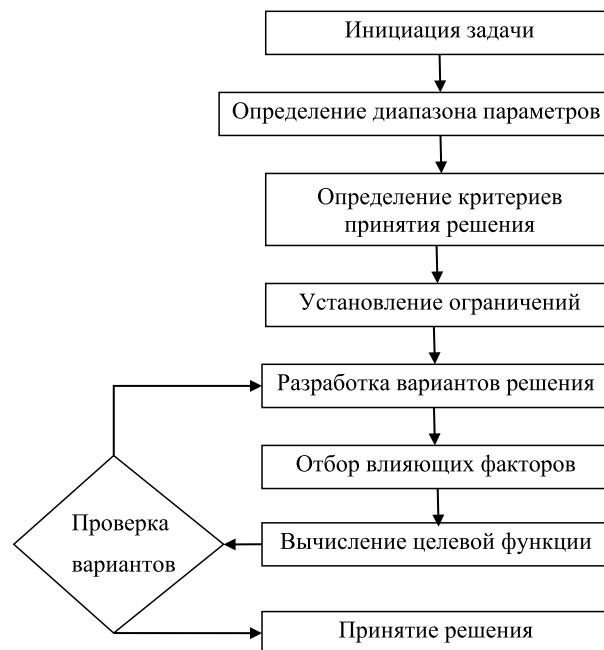 Инициация задачи
Определение диапазона параметров
Определение критериев
принятия решения
Установление ограничений
Разработка вариантов решения
Отбор влияющих факторов
Проверка
вариантов
Вычисление целевой функции
Принятие решения